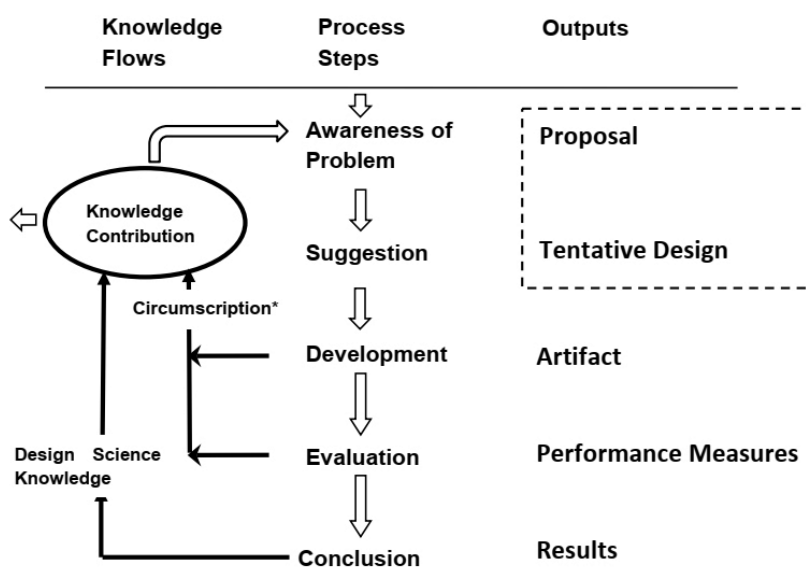 Knowledge Flows
Process Steps
Outputs
Awareness of Problem
Proposal
Knowledge Contribution
Suggestion
Tentative Design
Circumscription*
Development
Artifact
Design Science Knowledge
Evaluation
Performance Measures
Conclusion
Results